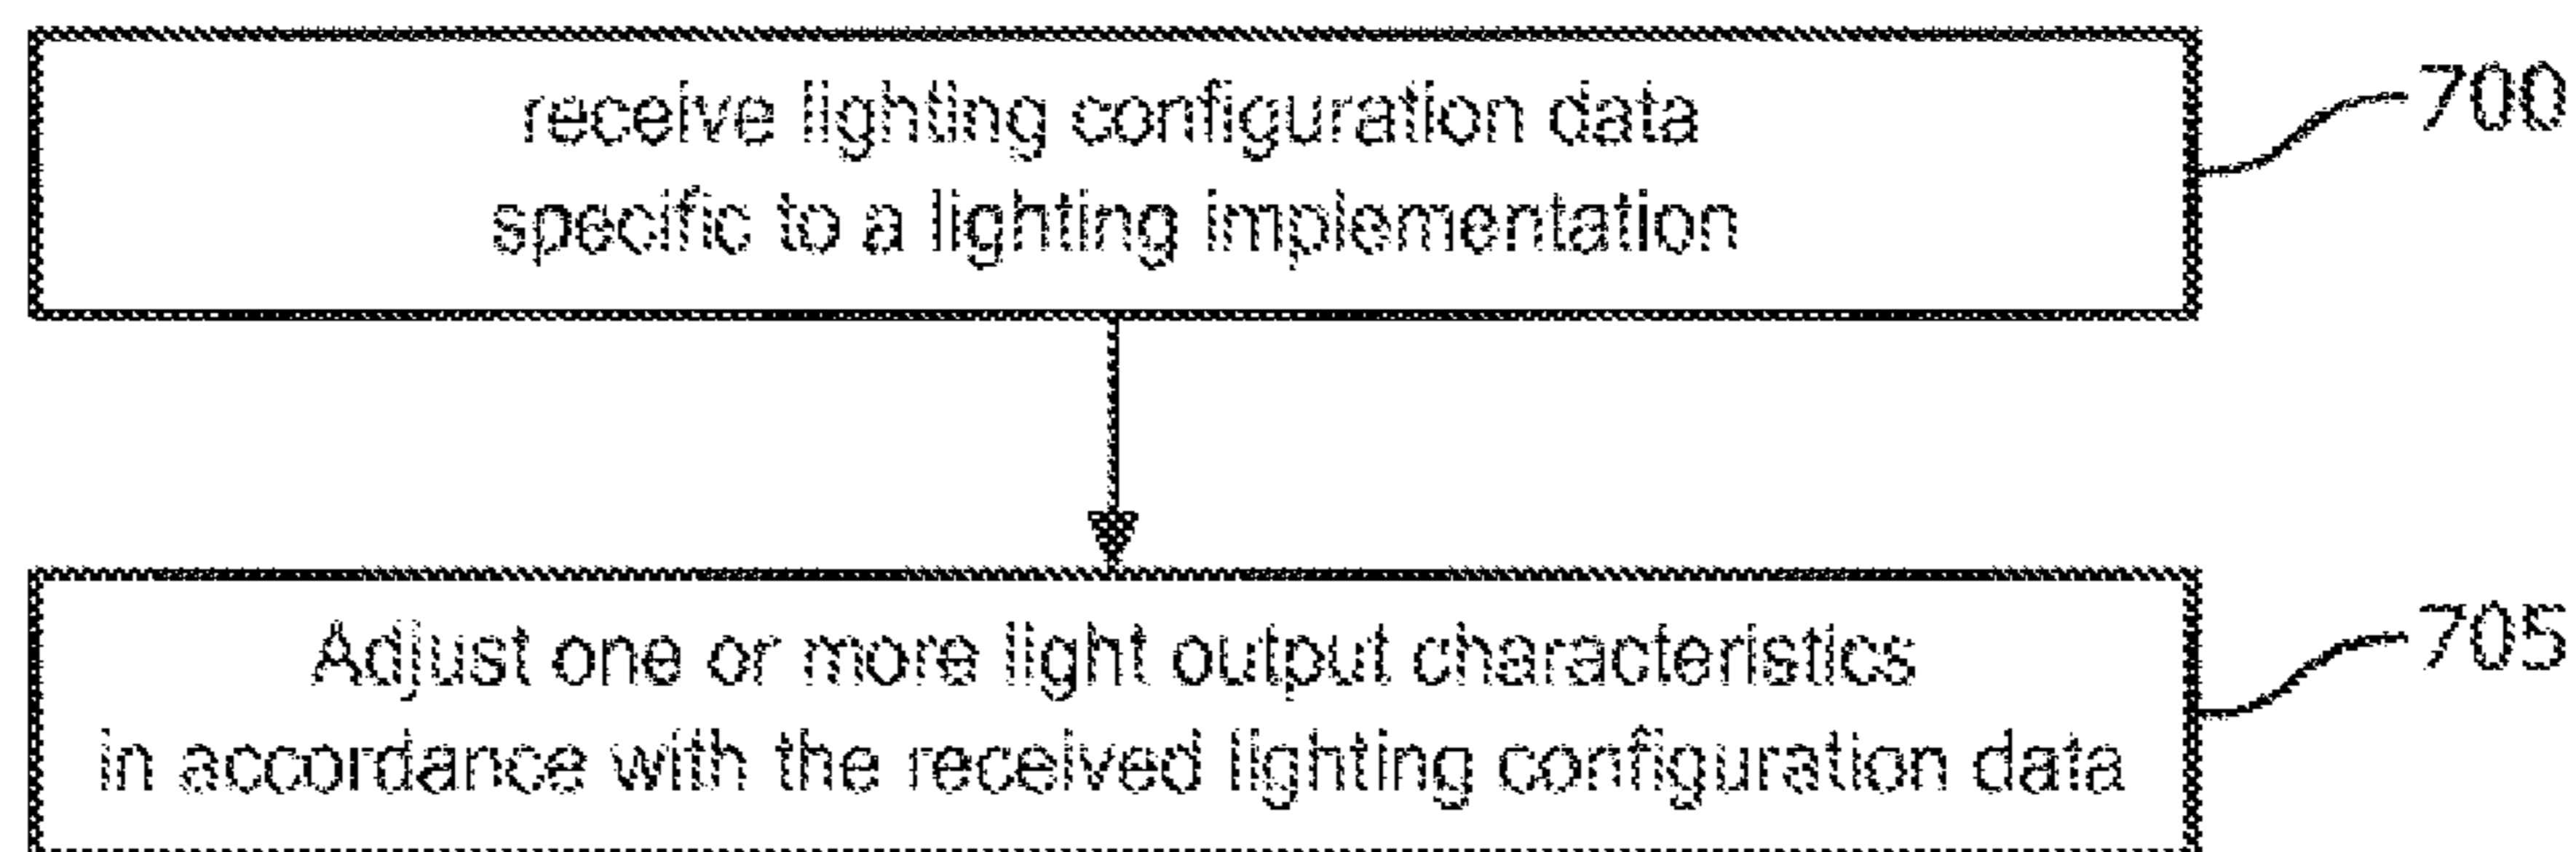 receive lighting configuration data
specific to a lighting implementation
700
Adjust one or more light output characteristics
in accordance with the received lighting configuration data
705